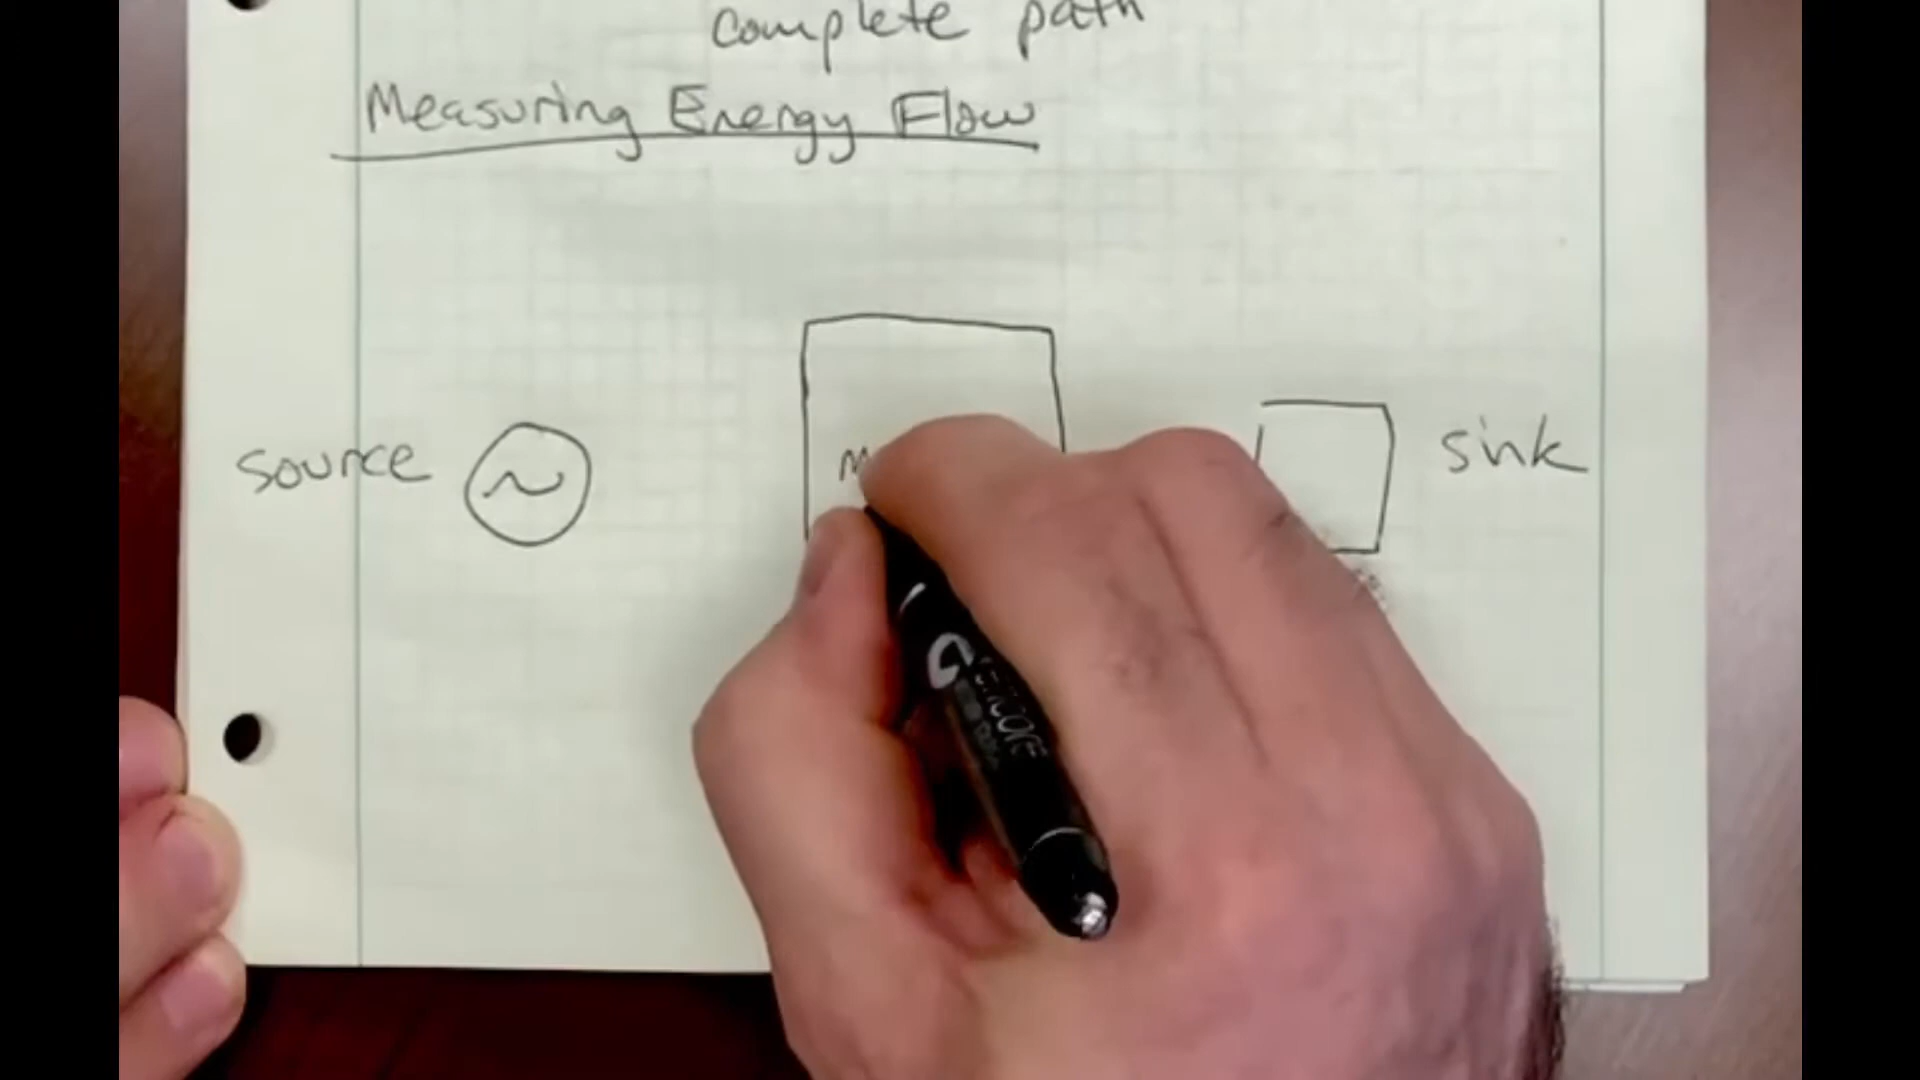 complete path
Measuring Energy Flow
source
~
sink